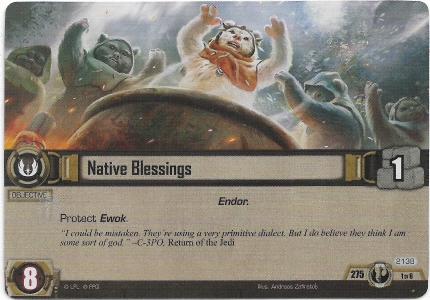 Native Blessings
1
OBJECTIVE
Endor.
Protect Ewok.
"I could be mistaken. They're using a very primitive dialect. But I do believe they think I am
some sort of god." –C-3PO, Return of the Jedi
8
© LFL © FFG
Illus. Andreas Zafiratos
275
2138
1 of 6